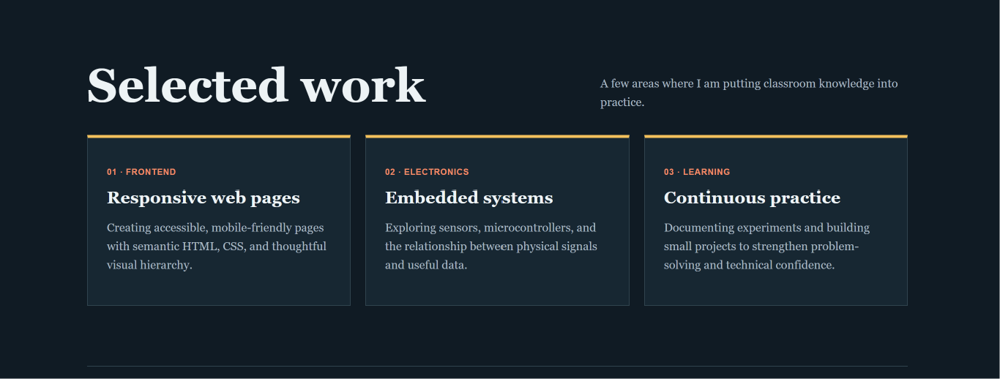 Selected work
A few areas where I am putting classroom knowledge into
practice.
01 · FRONTEND
Responsive web pages
Creating accessible, mobile-friendly pages
with semantic HTML, CSS, and thoughtful
visual hierarchy.
02 · ELECTRONICS
Embedded systems
Exploring sensors, microcontrollers, and
the relationship between physical signals
and useful data.
03 · LEARNING
Continuous practice
Documenting experiments and building
small projects to strengthen problem-
solving and technical confidence.